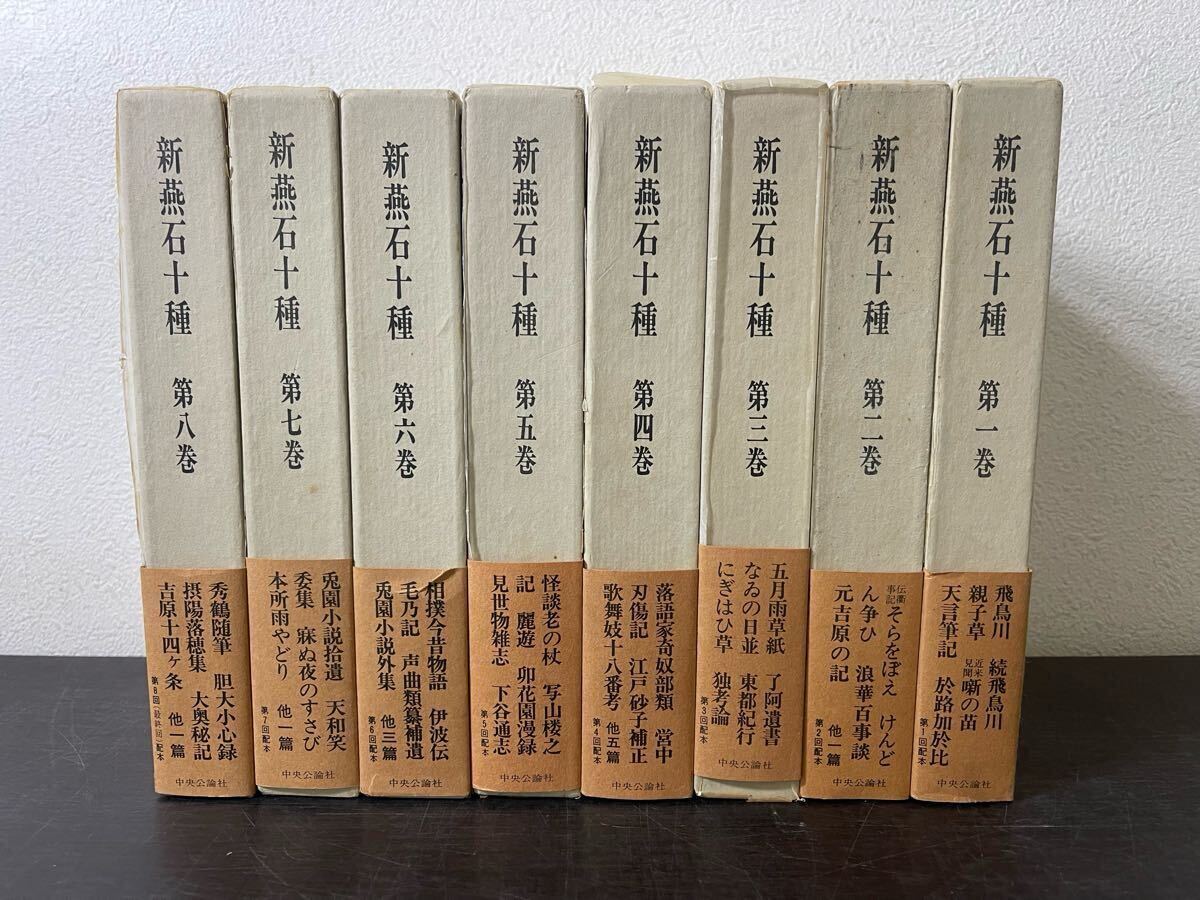 新燕石十種 第一巻
飛鳥川 続飛鳥川
親子草 近来見聞 噺の苗
天言筆記 於路加於比
第1回配本
中央公論社
新燕石十種 第二巻
伝聞事記 そらをぼえ けんど
ん争ひ 浪華百事談
元吉原の記 他一篇
第2回配本
中央公論社
新燕石十種 第三巻
五月雨草紙 了阿遺書
なゐの日並 東都紀行
にぎはひ草 独考論
第3回配本
中央公論社
新燕石十種 第四巻
落語家奇奴部類 営中
刃傷記 江戸砂子補正
歌舞妓十八番考 他五篇
第4回配本
中央公論社
新燕石十種 第五巻
怪談老の杖 写山楼之
記 麗遊 卯花園漫録
見世物雑志 下谷通志
第5回配本
中央公論社
新燕石十種 第六巻
相撲今昔物語 伊波伝
毛乃記 声曲類纂補遺
兎園小説外集 他三篇
第6回配本
中央公論社
新燕石十種 第七巻
兎園小説拾遺 天和笑
委集 寐ぬ夜のすさび
本所雨やどり 他一篇
第7回配本
中央公論社
新燕石十種 第八巻
秀鶴随筆 胆大小心録
摂陽落穂集 大奥秘記
吉原十四ケ条 他一篇
第8回(最終回)配本
中央公論社